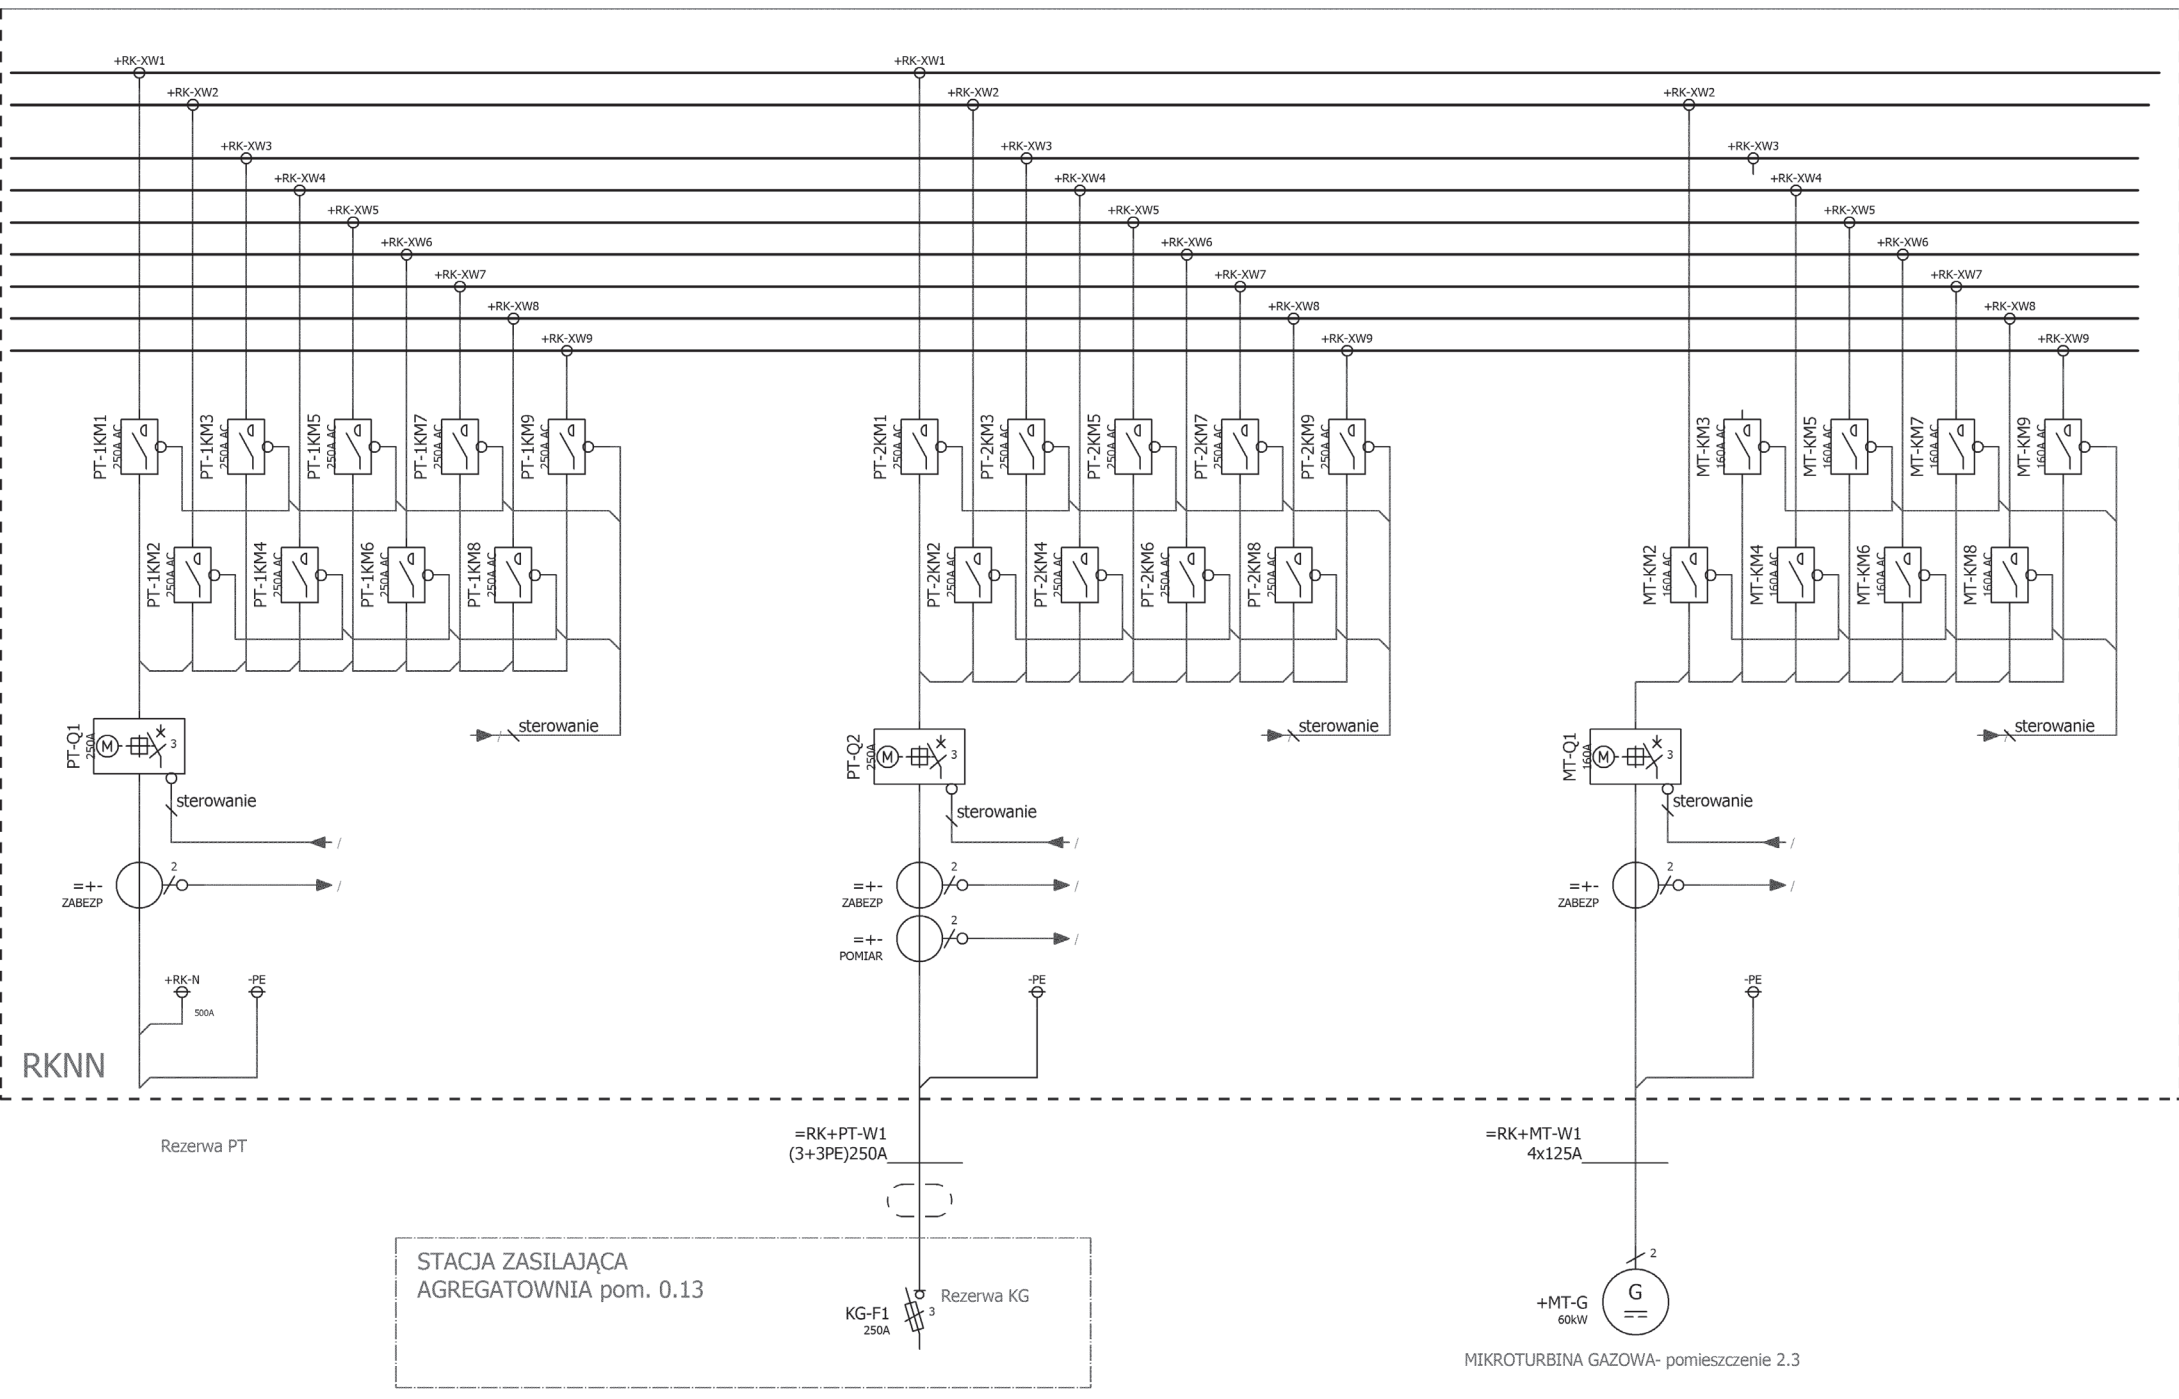 +RK-XW1
+RK-XW1
+RK-XW2
+RK-XW2
+RK-XW2
+RK-XW3
+RK-XW3
+RK-XW3
+RK-XW4
+RK-XW4
+RK-XW4
+RK-XW5
+RK-XW5
+RK-XW5
+RK-XW6
+RK-XW6
+RK-XW6
+RK-XW7
+RK-XW7
+RK-XW7
+RK-XW8
+RK-XW8
+RK-XW8
+RK-XW9
+RK-XW9
+RK-XW9
PT-1KM1
250A AC
PT-1KM3
250A AC
PT-1KM5
250A AC
PT-1KM7
250A AC
PT-1KM9
250A AC
PT-2KM1
250A AC
PT-2KM3
250A AC
PT-2KM5
250A AC
PT-2KM7
250A AC
PT-2KM9
250A AC
MT-KM3
160A AC
MT-KM5
160A AC
MT-KM7
160A AC
MT-KM9
160A AC
PT-1KM2
250A AC
PT-1KM4
250A AC
PT-1KM6
250A AC
PT-1KM8
250A AC
PT-2KM2
250A AC
PT-2KM4
250A AC
PT-2KM6
250A AC
PT-2KM8
250A AC
MT-KM2
160A AC
MT-KM4
160A AC
MT-KM6
160A AC
MT-KM8
160A AC
/ sterowanie
/ sterowanie
/ sterowanie
PT-Q1
250A
M
3
PT-Q2
250A
M
3
MT-Q1
160A
M
3
sterowanie
/
sterowanie
/
sterowanie
/
=+-
ZABEZP
2
/
=+-
ZABEZP
2
/
=+-
ZABEZP
2
/
=+-
POMIAR
2
/
+RK-N
500A
-PE
-PE
-PE
RKNN
Rezerwa PT
=RK+PT-W1
(3+3PE)250A
=RK+MT-W1
4x125A
STACJA ZASILAJĄCA
AGREGATOWNIA pom. 0.13
Rezerwa KG
KG-F1
250A
3
2
G
+MT-G
60kW
MIKROTURBINA GAZOWA- pomieszczenie 2.3